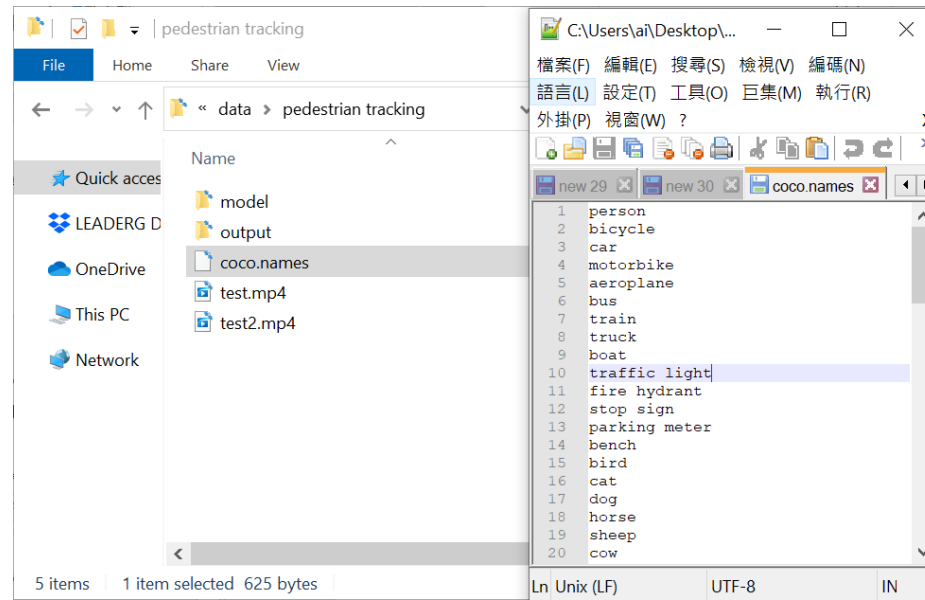 pedestrian tracking
File Home Share View
« data > pedestrian tracking
Name
Quick acces
LEADERG D
OneDrive
This PC
Network
model
output
coco.names
test.mp4
test2.mp4
5 items 1 item selected 625 bytes
C:\Users\ai\Desktop\...
檔案(F) 編輯(E) 搜尋(S) 檢視(V) 編碼(N)
語言(L) 設定(T) 工具(O) 巨集(M) 執行(R)
外掛(P) 視窗(W) ?
new 29 new 30 coco.names
1 person
2 bicycle
3 car
4 motorbike
5 aeroplane
6 bus
7 train
8 truck
9 boat
10 traffic light
11 fire hydrant
12 stop sign
13 parking meter
14 bench
15 bird
16 cat
17 dog
18 horse
19 sheep
20 cow
Ln Unix (LF) UTF-8 IN